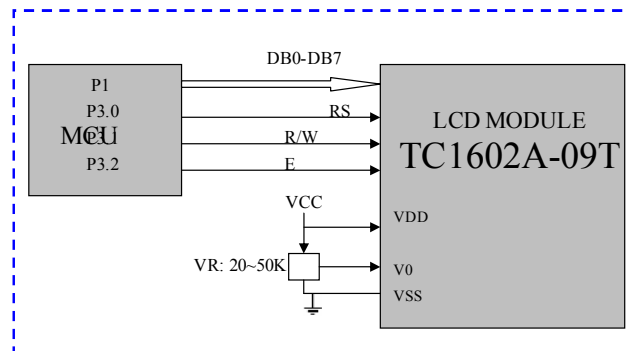 DB0-DB7
P1
P3.0
RS
LCD MODULE
MCU
R/W
TC1602A-09T
P3.2
E
VCC
VDD
VR: 20~50K
V0
VSS